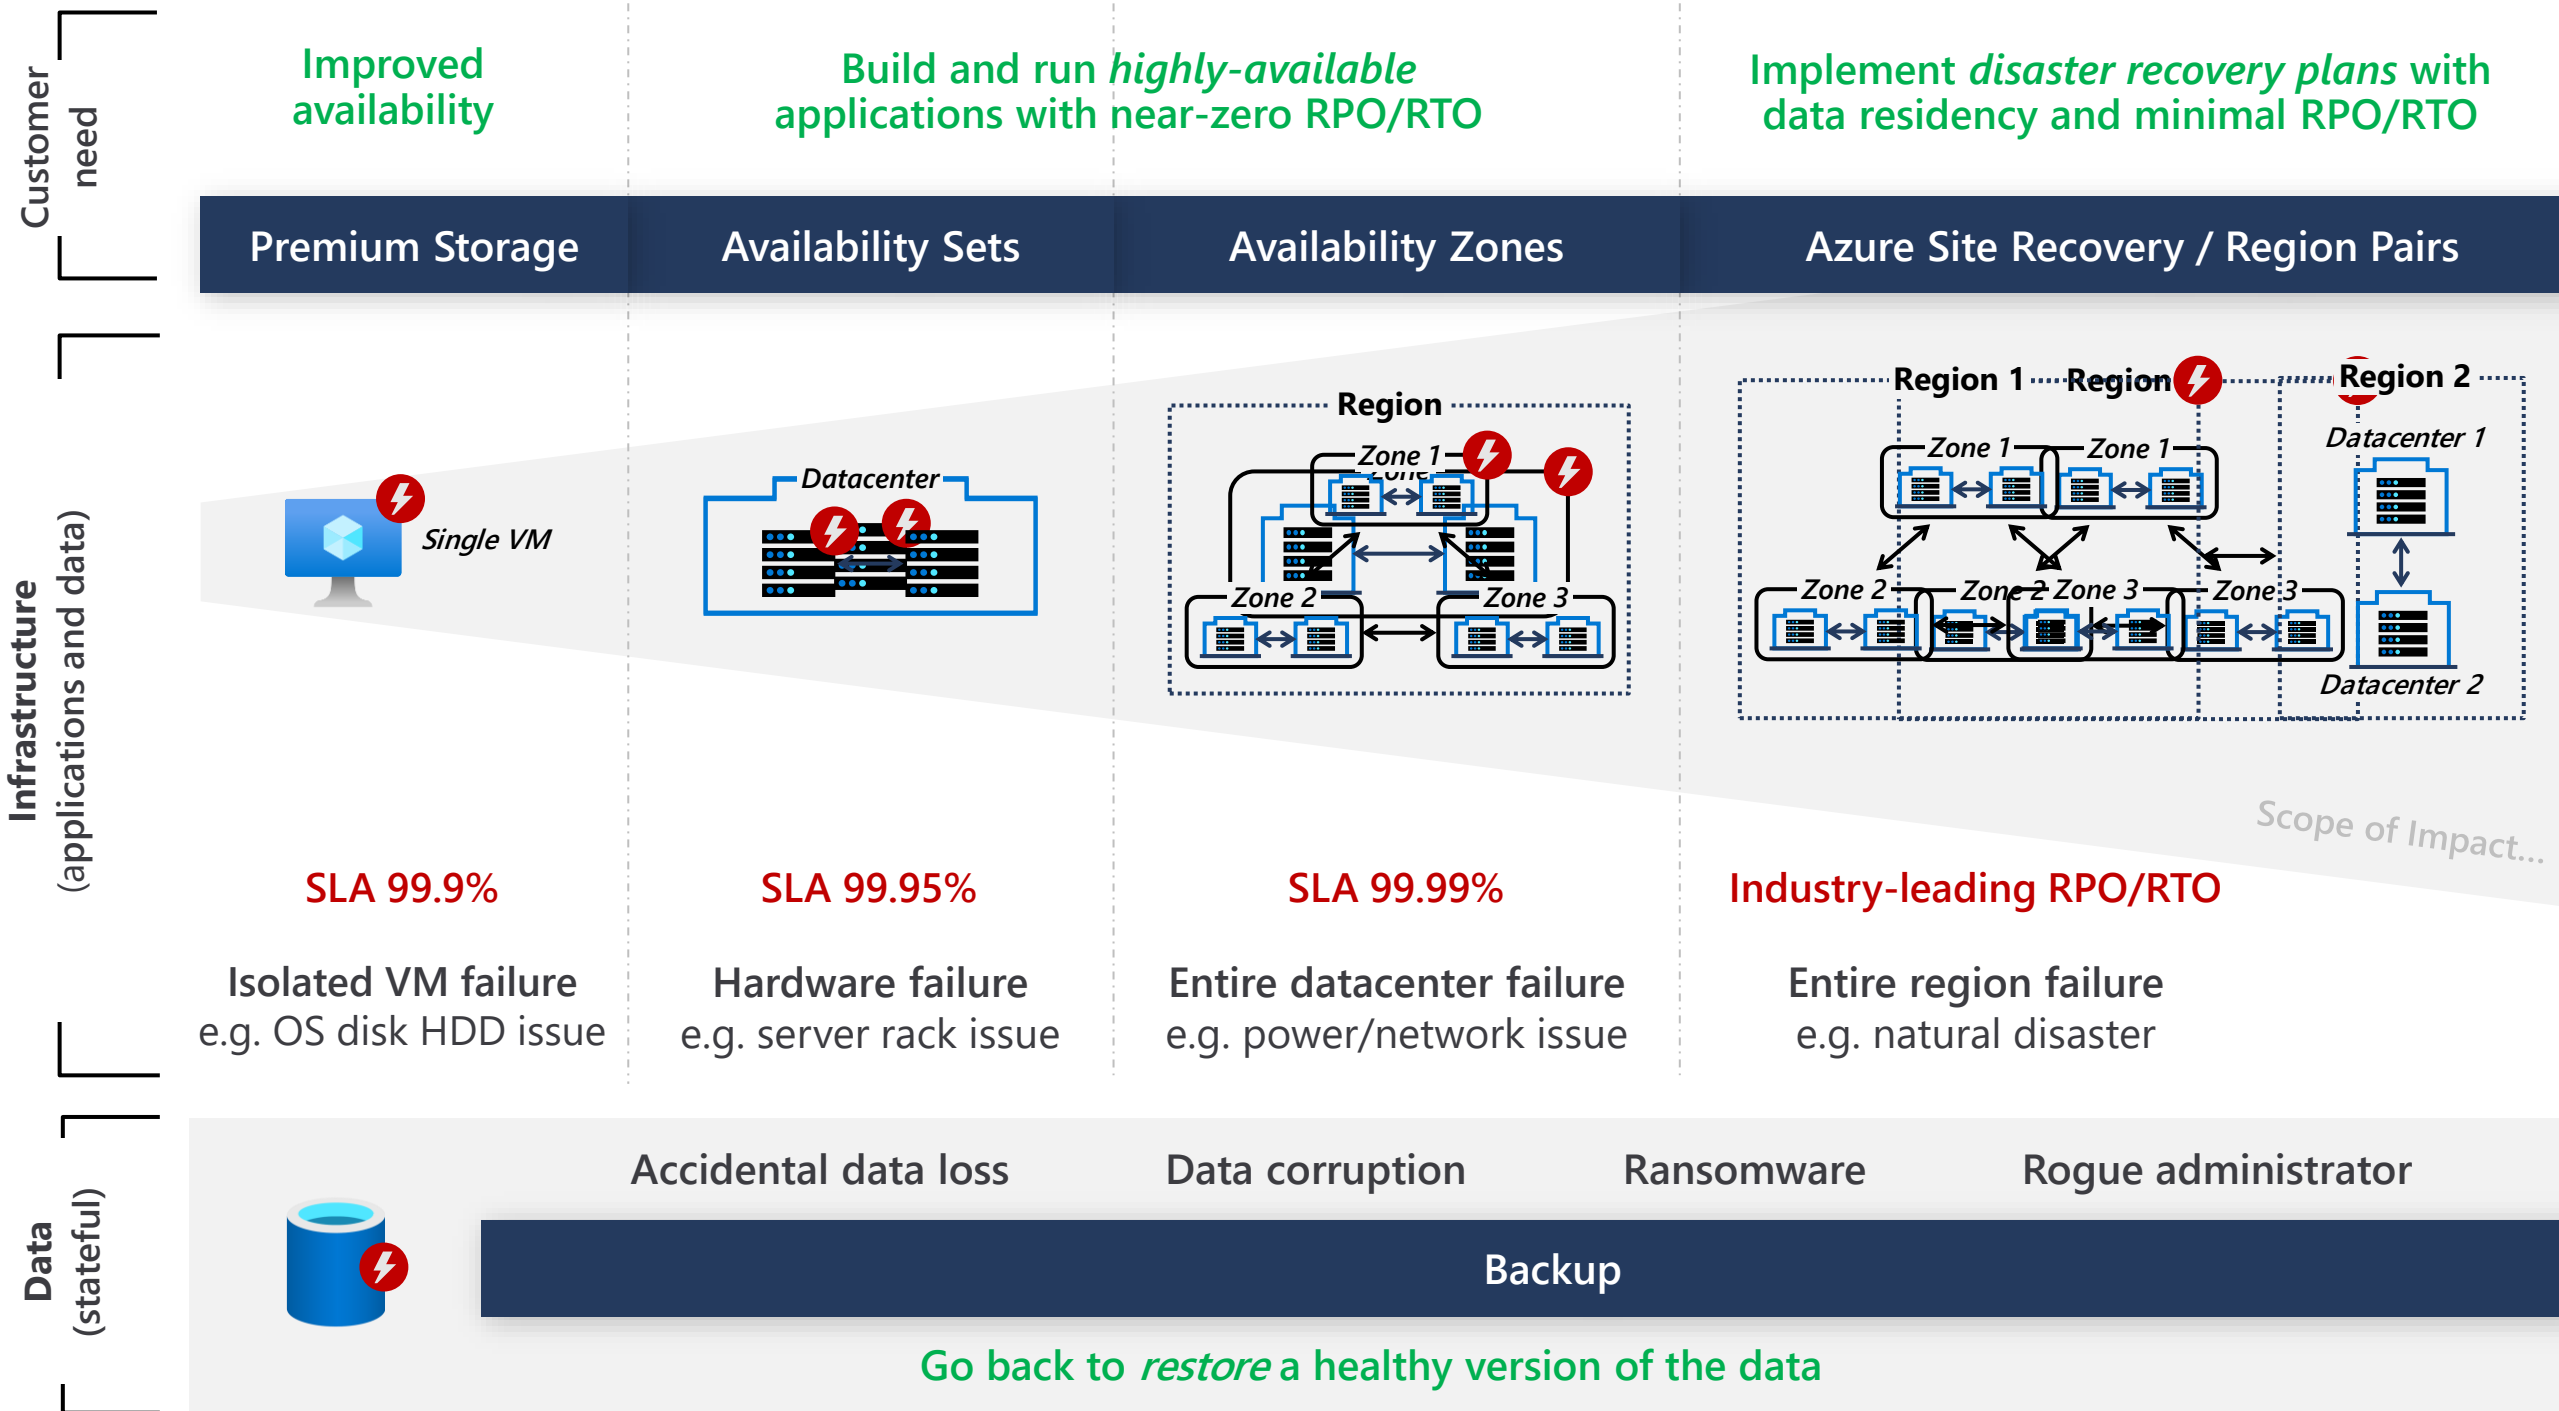 Customer
need
Improved
availability
Build and run highly-available
applications with near-zero RPO/RTO
Implement disaster recovery plans with
data residency and minimal RPO/RTO
Premium Storage
Availability Sets
Availability Zones
Azure Site Recovery / Region Pairs
Infrastructure
(applications and data)
Single VM
Datacenter
Region
Zone 1
Zone
Zone 2
Zone 3
Region 1
Region
Region 2
Zone 1
Zone 1
Datacenter 1
Zone 2
Zone 2
Zone 3
Zone 3
Datacenter 2
Scope of Impact...
SLA 99.9%
SLA 99.95%
SLA 99.99%
Industry-leading RPO/RTO
Isolated VM failure
e.g. OS disk HDD issue
Hardware failure
e.g. server rack issue
Entire datacenter failure
e.g. power/network issue
Entire region failure
e.g. natural disaster
Data
(stateful)
Accidental data loss
Data corruption
Ransomware
Rogue administrator
Backup
Go back to restore a healthy version of the data